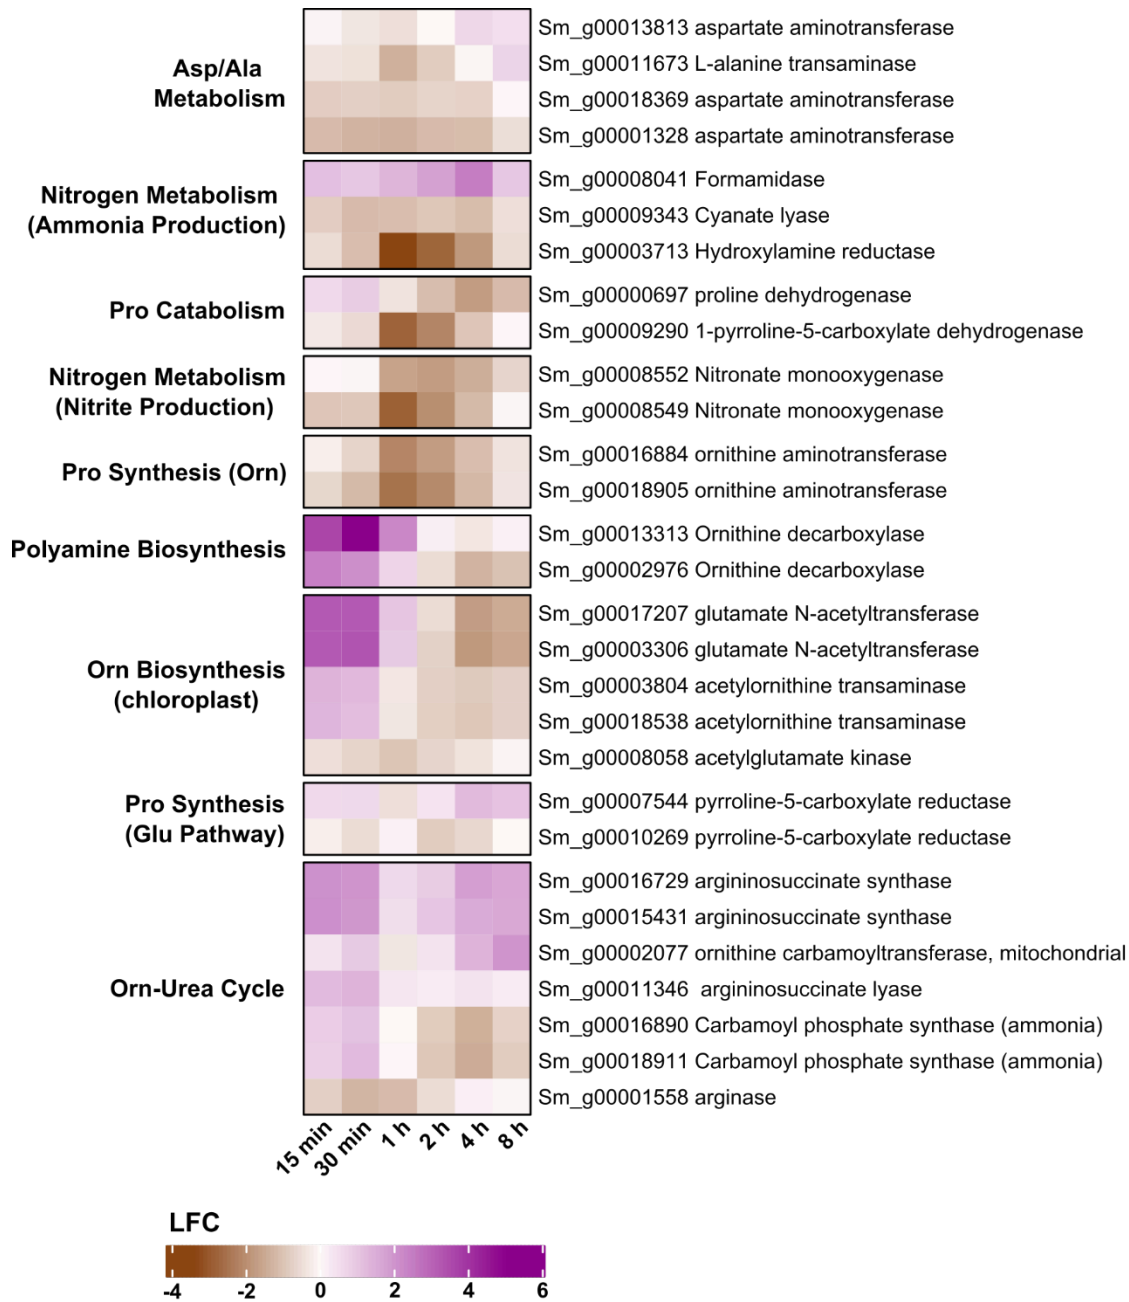 Asp/Ala
Metabolism
Sm_g00013813 aspartate aminotransferase
Sm_g00011673 L-alanine transaminase
Sm_g00018369 aspartate aminotransferase
Sm_g00001328 aspartate aminotransferase
Nitrogen Metabolism
(Ammonia Production)
Sm_g00008041 Formamidase
Sm_g00009343 Cyanate lyase
Sm_g00003713 Hydroxylamine reductase
Pro Catabolism
Sm_g00000697 proline dehydrogenase
Sm_g00009290 1-pyrroline-5-carboxylate dehydrogenase
Nitrogen Metabolism
(Nitrite Production)
Sm_g00008552 Nitronate monooxygenase
Sm_g00008549 Nitronate monooxygenase
Pro Synthesis (Orn)
Sm_g00016884 ornithine aminotransferase
Sm_g00018905 ornithine aminotransferase
Polyamine Biosynthesis
Sm_g00013313 Ornithine decarboxylase
Sm_g00002976 Ornithine decarboxylase
Orn Biosynthesis
(chloroplast)
Sm_g00017207 glutamate N-acetyltransferase
Sm_g00003306 glutamate N-acetyltransferase
Sm_g00003804 acetylornithine transaminase
Sm_g00018538 acetylornithine transaminase
Sm_g00008058 acetylglutamate kinase
Pro Synthesis
(Glu Pathway)
Sm_g00007544 pyrroline-5-carboxylate reductase
Sm_g00010269 pyrroline-5-carboxylate reductase
Orn-Urea Cycle
Sm_g00016729 argininosuccinate synthase
Sm_g00015431 argininosuccinate synthase
Sm_g00002077 ornithine carbamoyltransferase, mitochondrial
Sm_g00011346 argininosuccinate lyase
Sm_g00016890 Carbamoyl phosphate synthase (ammonia)
Sm_g00018911 Carbamoyl phosphate synthase (ammonia)
Sm_g00001558 arginase
15 min 30 min 1 h 2 h 4 h 8 h
LFC
-4 -2 0 2 4 6